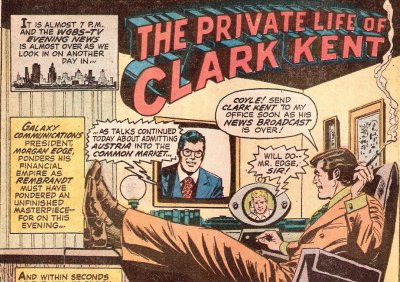 IT IS ALMOST 7 P.M.
AND THE WGBS-TV
EVENING NEWS
IS ALMOST OVER AS WE
LOOK IN ON ANOTHER
DAY IN--
THE PRIVATE LIFE OF
CLARK KENT
GALAXY
COMMUNICATIONS
PRESIDENT,
MORGAN EDGE,
PONDERS HIS
FINANCIAL
EMPIRE AS
REMBRANDT
MUST HAVE
PONDERED AN
UNFINISHED
MASTERPIECE--
FOR ON THIS
EVENING--
--AS TALKS CONTINUED
TODAY ABOUT ADMITTING
AUSTRIA INTO THE
COMMON MARKET--
COYLE! SEND
CLARK KENT TO MY
OFFICE SOON AS HIS
NEWS BROADCAST
IS OVER!
WILL DO--
MR. EDGE,
SIR!
AND WITHIN SECONDS